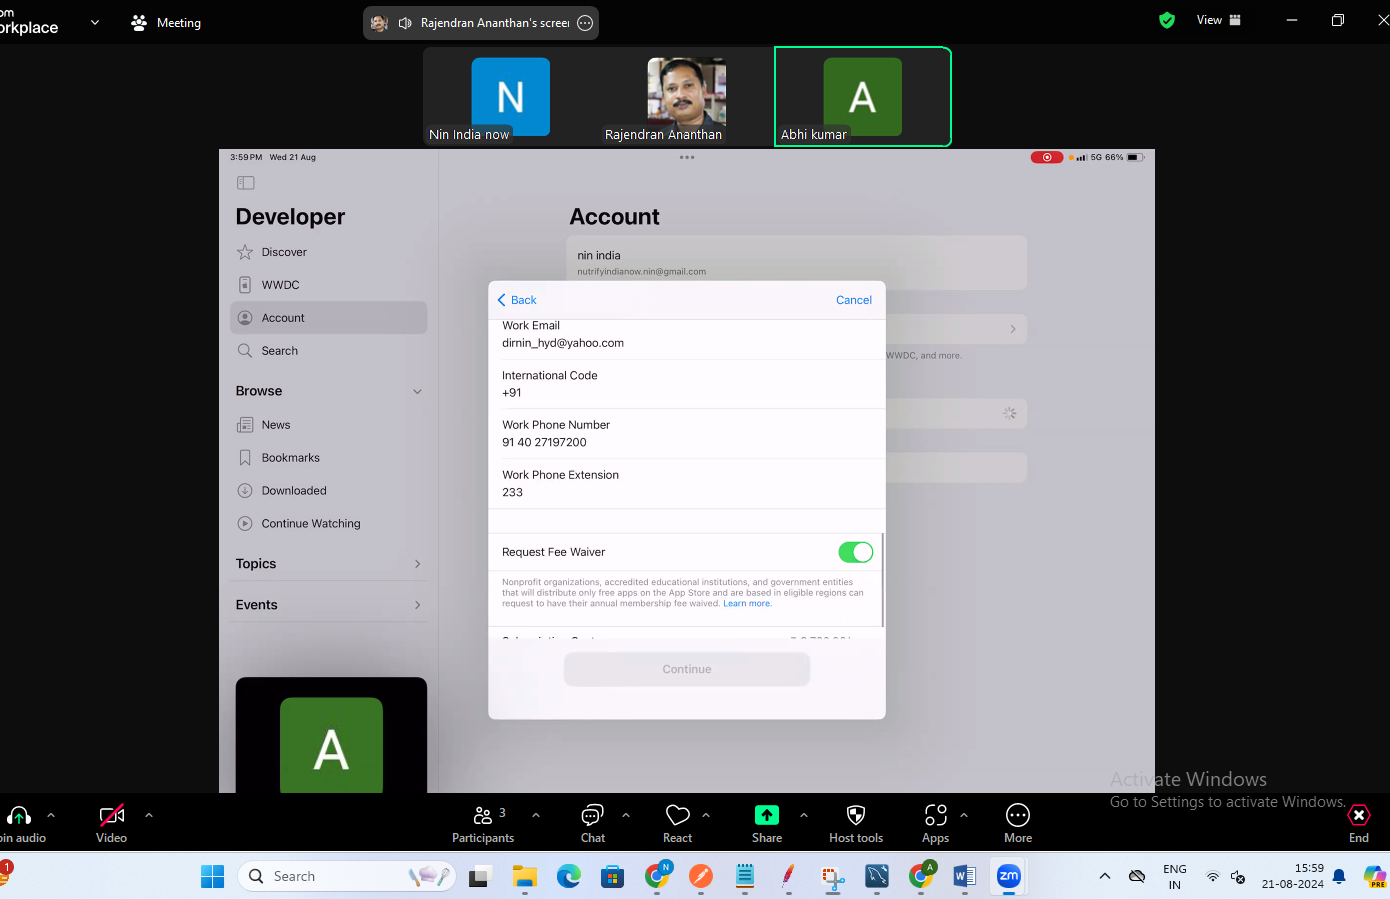 om
orkplace
Meeting
Rajendran Ananthan's screen
View
N
A
Nin India now
Rajendran Ananthan
Abhi kumar
3:59 PM Wed 21 Aug
5G 66%
Developer
Discover
WWDC
Account
Search
Browse
News
Bookmarks
Downloaded
Continue Watching
Topics
Events
A
Account
nin india
nutrifyindianow.nin@gmail.com
WWDC, and more.
Back
Cancel
Work Email
dirnin_hyd@yahoo.com
International Code
+91
Work Phone Number
91 40 27197200
Work Phone Extension
233
Request Fee Waiver
Nonprofit organizations, accredited educational institutions, and government entities
that will distribute only free apps on the App Store and are based in eligible regions can
request to have their annual membership fee waived. Learn more.
Continue
Activate Windows
Go to Settings to activate Windows.
oin audio
Video
3
Participants
Chat
React
Share
Host tools
Apps
More
End
1
Search
N
A
zm
ENG
IN
15:59
21-08-2024
PRE